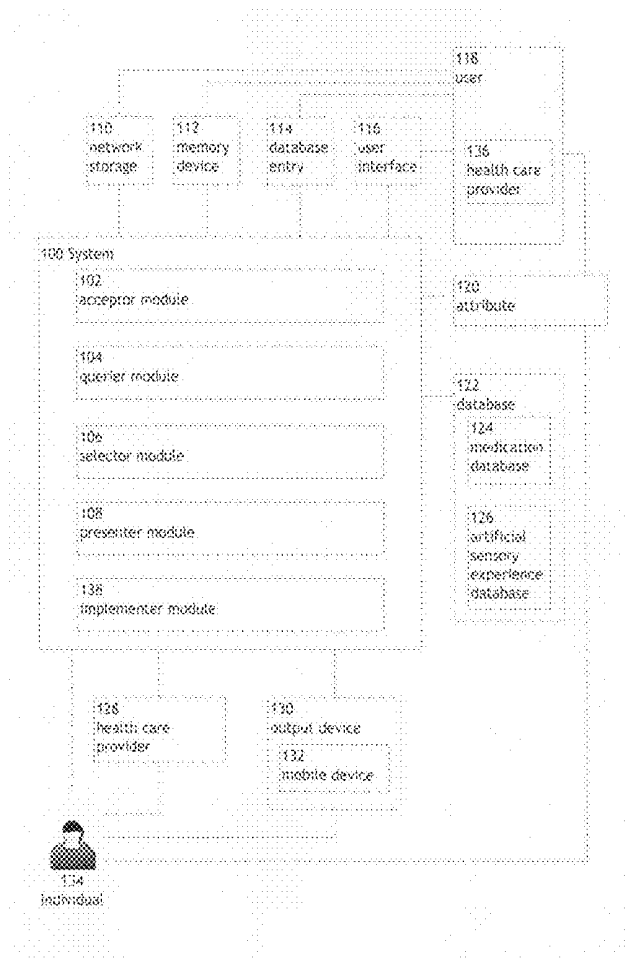 118
user
110
network
storage
112
memory
device
114
database
entry
116
user
interface
136
health care
provider
100 System
102
acceptor module
120
attribute
104
querier module
122
database
124
medication
database
106
selector module
108
presenter module
126
artificial
sensory
experience
database
138
implementer module
128
health care
provider
130
output device
132
mobile device
134
individual